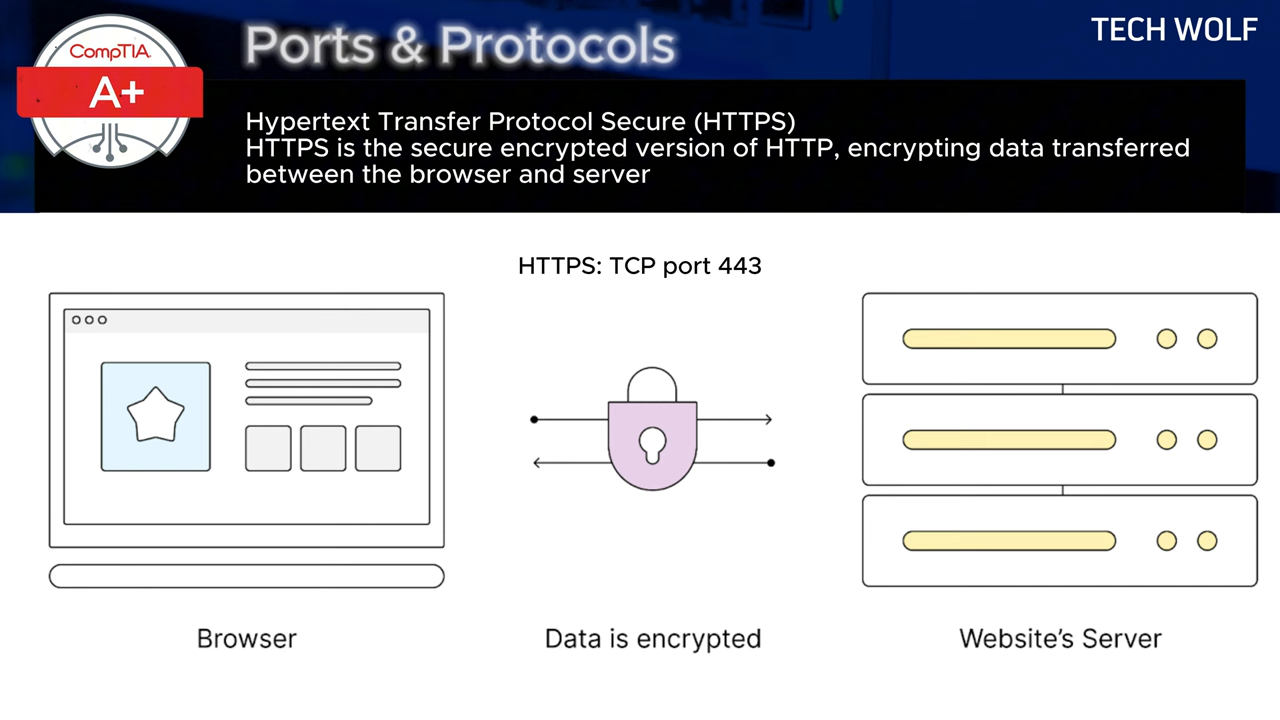 CompTIA.
A+
Ports & Protocols
TECH WOLF
Hypertext Transfer Protocol Secure (HTTPS)
HTTPS is the secure encrypted version of HTTP, encrypting data transferred
between the browser and server
HTTPS: TCP port 443
Browser
Data is encrypted
Website’s Server